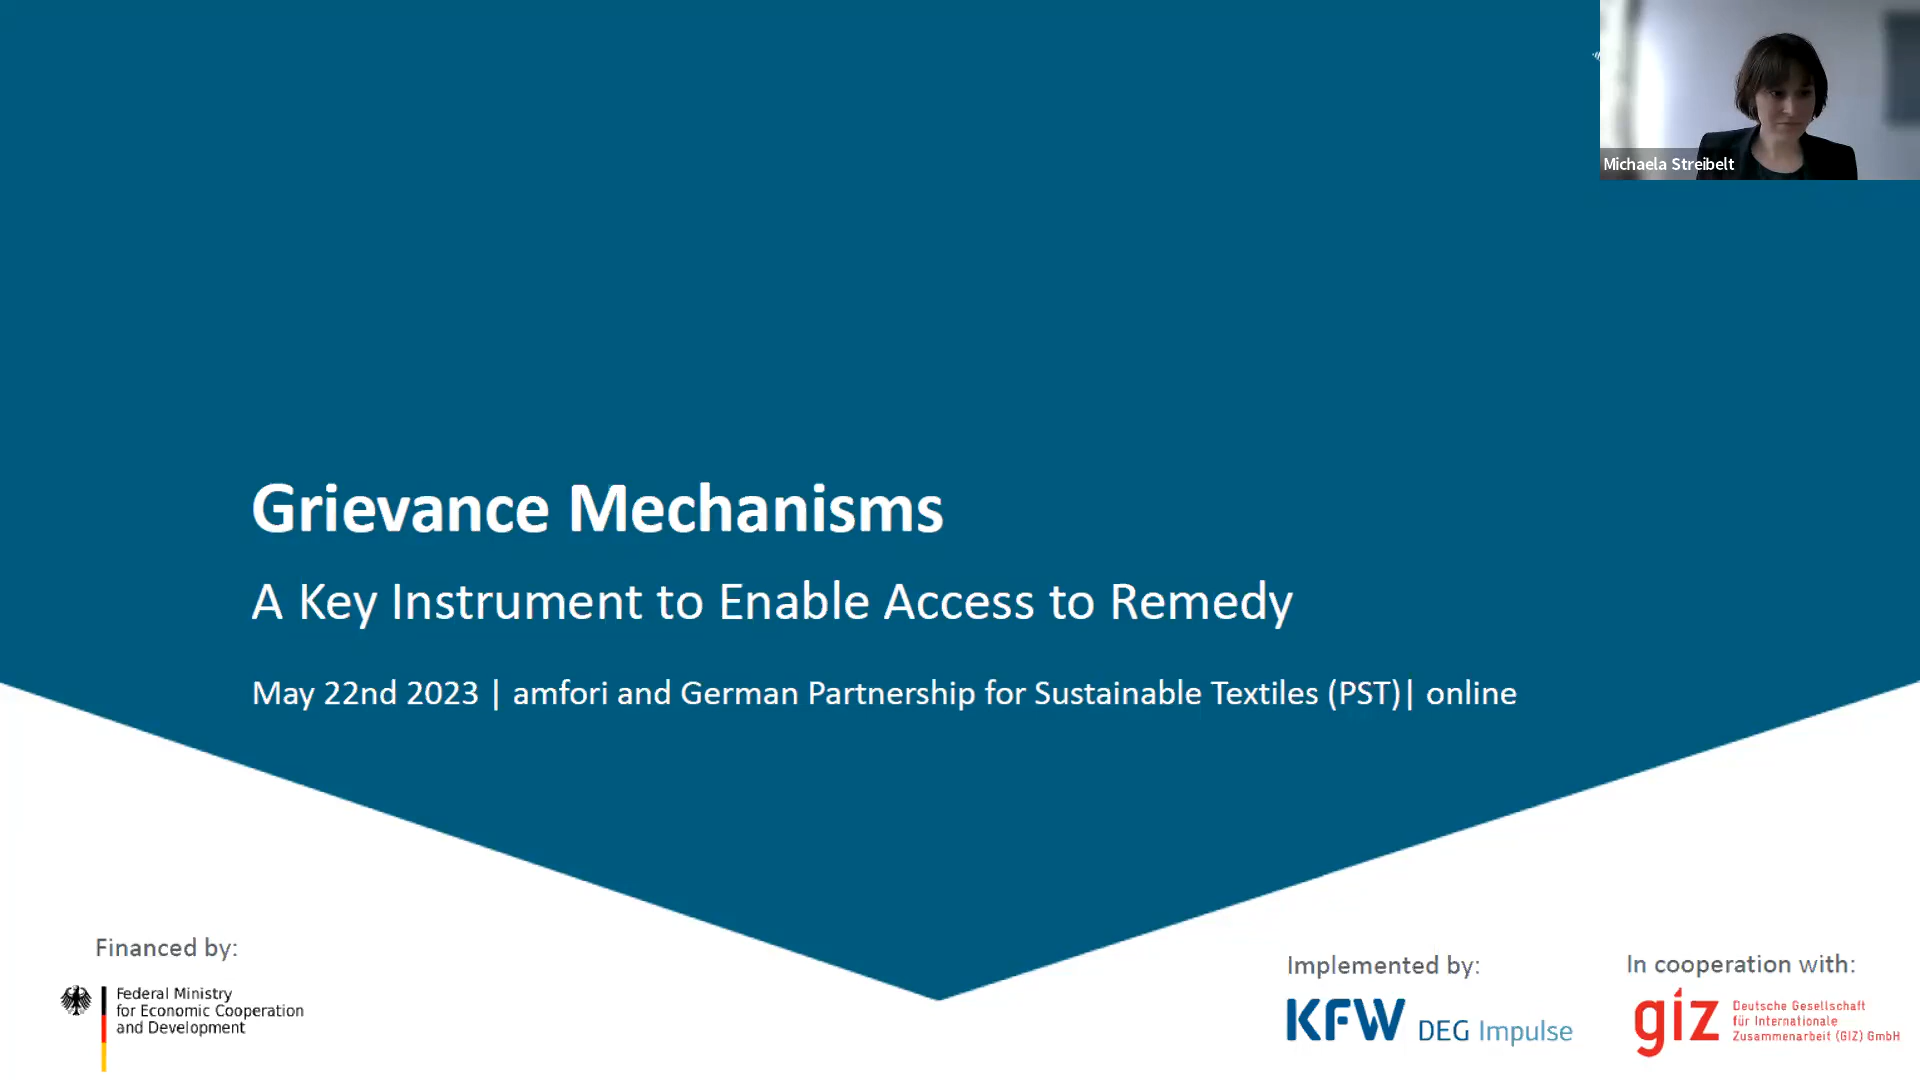 Michaela Streibelt
Grievance Mechanisms
A Key Instrument to Enable Access to Remedy
May 22nd 2023 | amfori and German Partnership for Sustainable Textiles (PST)| online
Financed by:
Federal Ministry
for Economic Cooperation
and Development
Implemented by:
KFW DEG Impulse
In cooperation with:
giz
Deutsche Gesellschaft
für Internationale
Zusammenarbeit (GIZ) GmbH